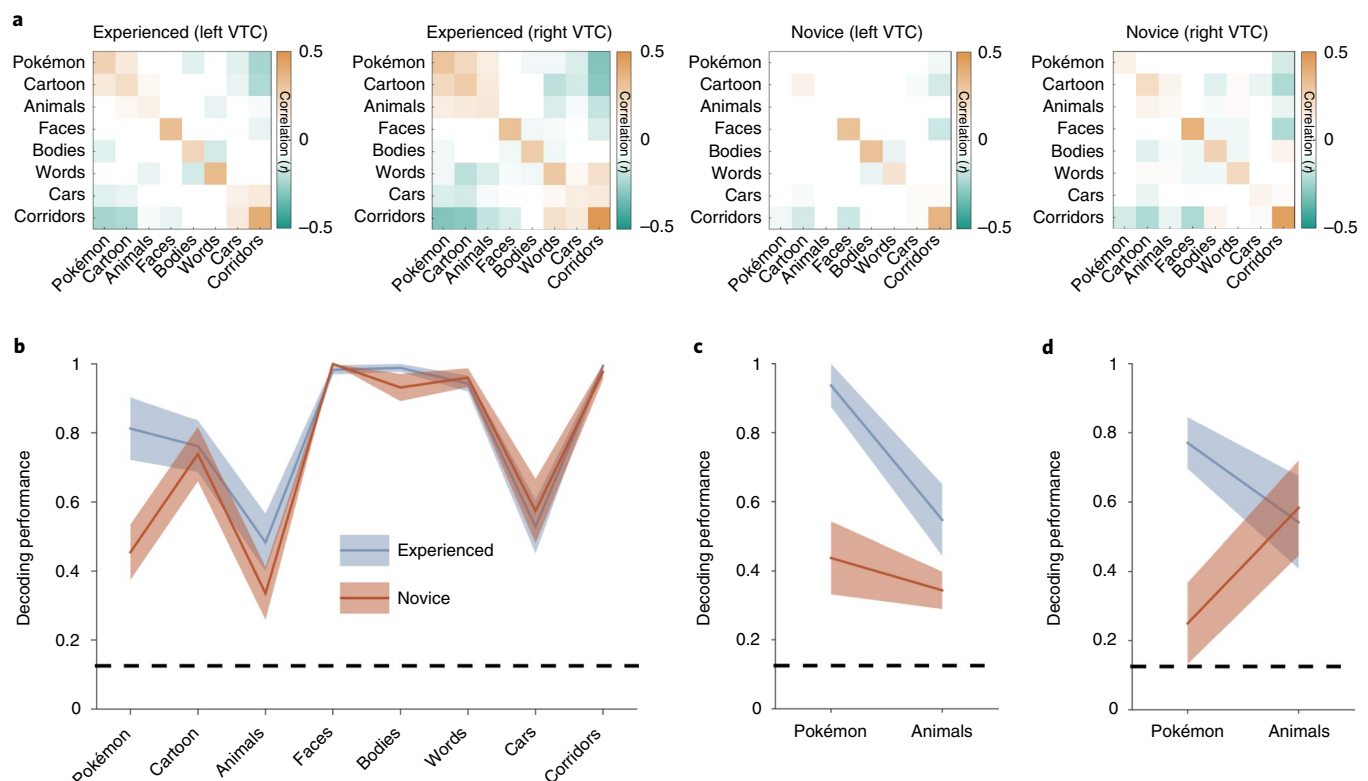 a
Experienced (left VTC)
Pokémon
Cartoon
Animals
Faces
Bodies
Words
Cars
Corridors
Pokémon
Cartoon
Animals
Faces
Bodies
Words
Cars
Corridors
0.5
0
–0.5
Correlation (r)
Experienced (right VTC)
Pokémon
Cartoon
Animals
Faces
Bodies
Words
Cars
Corridors
Pokémon
Cartoon
Animals
Faces
Bodies
Words
Cars
Corridors
0.5
0
–0.5
Correlation (r)
Novice (left VTC)
Pokémon
Cartoon
Animals
Faces
Bodies
Words
Cars
Corridors
Pokémon
Cartoon
Animals
Faces
Bodies
Words
Cars
Corridors
0.5
0
–0.5
Correlation (r)
Novice (right VTC)
Pokémon
Cartoon
Animals
Faces
Bodies
Words
Cars
Corridors
Pokémon
Cartoon
Animals
Faces
Bodies
Words
Cars
Corridors
0.5
0
–0.5
Correlation (r)
b
Decoding performance
1
0.8
0.6
0.4
0.2
0
Experienced
Novice
Pokémon
Cartoon
Animals
Faces
Bodies
Words
Cars
Corridors
c
Decoding performance
1
0.8
0.6
0.4
0.2
0
Pokémon
Animals
d
Decoding performance
1
0.8
0.6
0.4
0.2
0
Pokémon
Animals